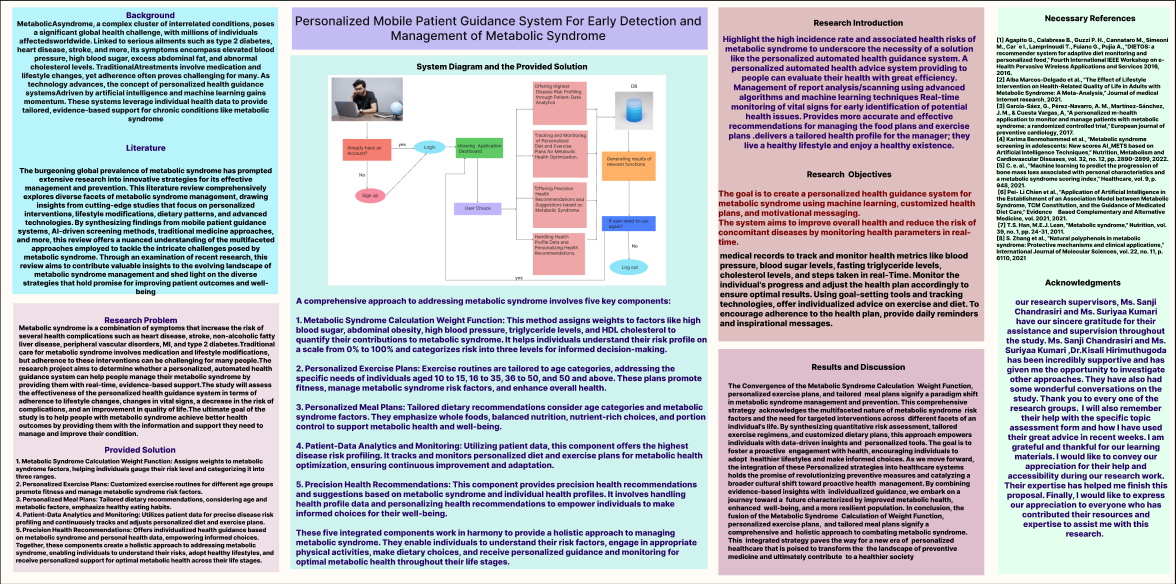 Background
MetabolicAsyndrome, a complex cluster of interrelated conditions, poses
a significant global health challenge, with millions of individuals
affectedsworldwide. Linked to serious ailments such as type 2 diabetes,
heart disease, stroke, and more, its symptoms encompass elevated blood
pressure, high blood sugar, excess abdominal fat, and abnormal
cholesterol levels. TraditionalAtreatments involve medication and
lifestyle changes, yet adherence often proves challenging for many. As
technology advances, the concept of personalized health guidance
systemsAdriven by artificial intelligence and machine learning gains
momentum. These systems leverage individual health data to provide
tailored, evidence-based support for chronic conditions like metabolic
syndrome
Literature
The burgeoning global prevalence of metabolic syndrome has prompted
extensive research into innovative strategies for its effective
management and prevention. This literature review comprehensively
explores diverse facets of metabolic syndrome management, drawing
insights from cutting-edge studies that focus on personalized
interventions, lifestyle modifications, dietary patterns, and advanced
technologies. By synthesizing findings from mobile patient guidance
systems, AI-driven screening methods, traditional medicine approaches,
and more, this review offers a nuanced understanding of the multifaceted
approaches employed to tackle the intricate challenges posed by
metabolic syndrome. Through an examination of recent research, this
review aims to contribute valuable insights to the evolving landscape of
metabolic syndrome management and shed light on the diverse
strategies that hold promise for improving patient outcomes and well-
being
Research Problem
Metabolic syndrome is a combination of symptoms that increase the risk of
several health complications such as heart disease, stroke, non-alcoholic fatty
liver disease, peripheral vascular disorders, MI, and type 2 diabetes.Traditional
care for metabolic syndrome involves medication and lifestyle modifications,
but adherence to these interventions can be challenging for many people.The
research project aims to determine whether a personalized, automated health
guidance system can help people manage their metabolic syndrome by
providing them with real-time, evidence-based support.The study will assess
the effectiveness of the personalized health guidance system in terms of
adherence to lifestyle changes, changes in vital signs, a decrease in the risk of
complications, and an improvement in quality of life.The ultimate goal of the
study is to help people with metabolic syndrome achieve better health
outcomes by providing them with the information and support they need to
manage and improve their condition.
Provided Solution
1. Metabolic Syndrome Calculation Weight Function: Assigns weights to metabolic
syndrome factors, helping individuals gauge their risk level and categorizing it into
three ranges.
2. Personalized Exercise Plans: Customized exercise routines for different age groups
promote fitness and manage metabolic syndrome risk factors.
3. Personalized Meal Plans: Tailored dietary recommendations, considering age and
metabolic factors, emphasize healthy eating habits.
4. Patient-Data Analytics and Monitoring: Utilizes patient data for precise disease risk
profiling and continuously tracks and adjusts personalized diet and exercise plans.
5. Precision Health Recommendations: Offers individualized health guidance based
on metabolic syndrome and personal health data, empowering informed choices.
Together, these components create a holistic approach to addressing metabolic
syndrome, enabling individuals to understand their risks, adopt healthy lifestyles, and
receive personalized support for optimal metabolic health across their life stages.
Personalized Mobile Patient Guidance System For Early Detection and
Management of Metabolic Syndrome
System Diagram and the Provided Solution
Already have an
Account?
yes
Login
No
Sign up
showing Application
Dashboard
User Choice
Offering Highest
Disease Risk Profiling
through Patient-Data
Analytics
Tracking and Monitoring
of Personalized
Diet and Exercise
Plans for Metabolic
Health Optimization.
'Offering Precision
Health
Recommendations and
Suggestions based on
Metabolic Syndrome
Handling Health
Profile Data and
Personalizing Health
Recommendations.
DB
Generating results of
relevant functions
If user need to use
again?
No
Log out
yes
A comprehensive approach to addressing metabolic syndrome involves five key components:
1. Metabolic Syndrome Calculation Weight Function: This method assigns weights to factors like high
blood sugar, abdominal obesity, high blood pressure, triglyceride levels, and HDL cholesterol to
quantify their contributions to metabolic syndrome. It helps individuals understand their risk profile on
a scale from 0% to 100% and categorizes risk into three levels for informed decision-making.
2. Personalized Exercise Plans: Exercise routines are tailored to age categories, addressing the
specific needs of individuals aged 10 to 15, 16 to 35, 36 to 50, and 50 and above. These plans promote
fitness, manage metabolic syndrome risk factors, and enhance overall health.
3. Personalized Meal Plans: Tailored dietary recommendations consider age categories and metabolic
syndrome factors. They emphasize whole foods, balanced nutrition, nutrient-rich choices, and portion
control to support metabolic health and well-being.
4. Patient-Data Analytics and Monitoring: Utilizing patient data, this component offers the highest
disease risk profiling. It tracks and monitors personalized diet and exercise plans for metabolic health
optimization, ensuring continuous improvement and adaptation.
5. Precision Health Recommendations: This component provides precision health recommendations
and suggestions based on metabolic syndrome and individual health profiles. It involves handling
health profile data and personalizing health recommendations to empower individuals to make
informed choices for their well-being.
These five integrated components work in harmony to provide a holistic approach to managing
metabolic syndrome. They enable individuals to understand their risk factors, engage in appropriate
physical activities, make dietary choices, and receive personalized guidance and monitoring for
optimal metabolic health throughout their life stages.
Research Introduction
Highlight the high incidence rate and associated health risks of
metabolic syndrome to underscore the necessity of a solution
like the personalized automated health guidance system. A
personalized automated health advice system providing to
people can evaluate their health with great efficiency.
Management of report analysis/scanning using advanced
algorithms and machine learning techniques Real-time
monitoring of vital signs for early identification of potential
health issues. Provides more accurate and effective
recommendations for managing the food plans and exercise
plans .delivers a tailored health profile for the manager; they
live a healthy lifestyle and enjoy a healthy existence.
Research Objectives
The goal is to create a personalized health guidance system for
metabolic syndrome using machine learning, customized health
plans, and motivational messaging.
The system aims to improve overall health and reduce the risk of
concomitant diseases by monitoring health parameters in real-
time.
medical records to track and monitor health metrics like blood
pressure, blood sugar levels, fasting triglyceride levels,
cholesterol levels, and steps taken in real-Time. Monitor the
individual's progress and adjust the health plan accordingly to
ensure optimal results. Using goal-setting tools and tracking
technologies, offer individualized advice on exercise and diet. To
encourage adherence to the health plan, provide daily reminders
and inspirational messages.
Results and Discussion
The Convergence of the Metabolic Syndrome Calculation Weight Function,
personalized exercise plans, and tailored meal plans signify a paradigm shift
in metabolic syndrome management and prevention. This comprehensive
strategy acknowledges the multifaceted nature of metabolic syndrome risk
factors and the need for targeted interventions across different facets of an
individual's life. By synthesizing quantitative risk assessment, tailored
exercise regimens, and customized dietary plans, this approach empowers
individuals with data-driven insights and personalized tools. The goal is to
foster a proactive engagement with health, encouraging individuals to
adopt healthier lifestyles and make informed choices. As we move forward,
the integration of these Personalized strategies into healthcare systems
holds the promise of revolutionizing preventive measures and catalyzing a
broader cultural shift toward proactive health management. By combining
evidence-based insights with individualized guidance, we embark on a
journey toward a future characterized by improved metabolic health,
enhanced well-being, and a more resilient population. In conclusion, the
fusion of the Metabolic Syndrome Calculation of Weight Function,
personalized exercise plans, and tailored meal plans signify a
comprehensive and holistic approach to combating metabolic syndrome.
This Integrated strategy paves the way for a new era of personalized
healthcare that is poised to transform the the landscape of preventive
medicine and ultimately contribute to a healthier society
Necessary References
[1] Agapito G., Calabrese B., Guzzi P. H., Cannataro M., Simeoni
M., Car´e I., Lamprinoudi T., Fuiano G., Pujia A., "DIETOS: a
recommender system for adaptive diet monitoring and
personalized food," Fourth International IEEE Workshop on e-
Health Pervasive Wireless Applications and Services 2016,
2016.
[2] Alba Marcos-Delgado et al., "The Effect of Lifestyle
Intervention on Health-Related Quality of Life in Adults with
Metabolic Syndrome: A Meta-Analysis," Journal of medical
Internet research, 2021.
[3] García-Sáez, G., Pérez-Navarro, A. M., Martínez-Sánchez,
J. M., & Cuesta Vargas, A, "A personalized m-health
application to monitor and manage patients with metabolic
syndrome: a randomized controlled trial," European journal of
preventive cardiology, 2017.
[4] Karima Benmohammed et al., "Metabolic syndrome
screening in adolescents: New scores AI_METS based on
Artificial Intelligence Techniques," Nutrition, Metabolism and
Cardiovascular Diseases, vol. 32, no. 12, pp. 2890–2899, 2022.
[5] C. e. al., "Machine learning to predict the progression of
bone mass loss associated with personal characteristics and
a metabolic syndrome scoring index," Healthcare, vol. 9, p.
948, 2021.
[6] Pei- Li Chien et al., "Application of Artificial Intelligence in
the Establishment of an Association Model between Metabolic
Syndrome, TCM Constitution, and the Guidance of Medicated
Diet Care," Evidence Based Complementary and Alternative
Medicine, vol. 2021, 2021.
[7] T.S. Han, M.E.J. Lean, "Metabolic syndrome," Nutrition, vol.
39, no. 1, pp. 24-31, 2011.
[8] S. Zhang et al., "Natural polyphenols in metabolic
syndrome: Protective mechanisms and clinical applications,"
International Journal of Molecular Sciences, vol. 22, no. 11, p.
6110, 2021
Acknowledgments
our research supervisors, Ms. Sanji
Chandrasiri and Ms. Suriyaa Kumari
have our sincere gratitude for their
assistance and supervision throughout
the study. Ms. Sanji Chandrasiri and Ms.
Suriyaa Kumari ,Dr.Kisali Hirimuthugoda
has been incredibly supportive and has
given me the opportunity to investigate
other approaches. They have also had
some wonderful conversations on the
study. Thank you to every one of the
research groups. I will also remember
their help with the specific topic
assessment form and how I have used
their great advice in recent weeks. I am
grateful and thankful for our learning
materials. I would like to convey our
appreciation for their help and
accessibility during our research work.
Their expertise has helped me finish this
proposal. Finally, I would like to express
our appreciation to everyone who has
contributed their resources and
expertise to assist me with this
research.